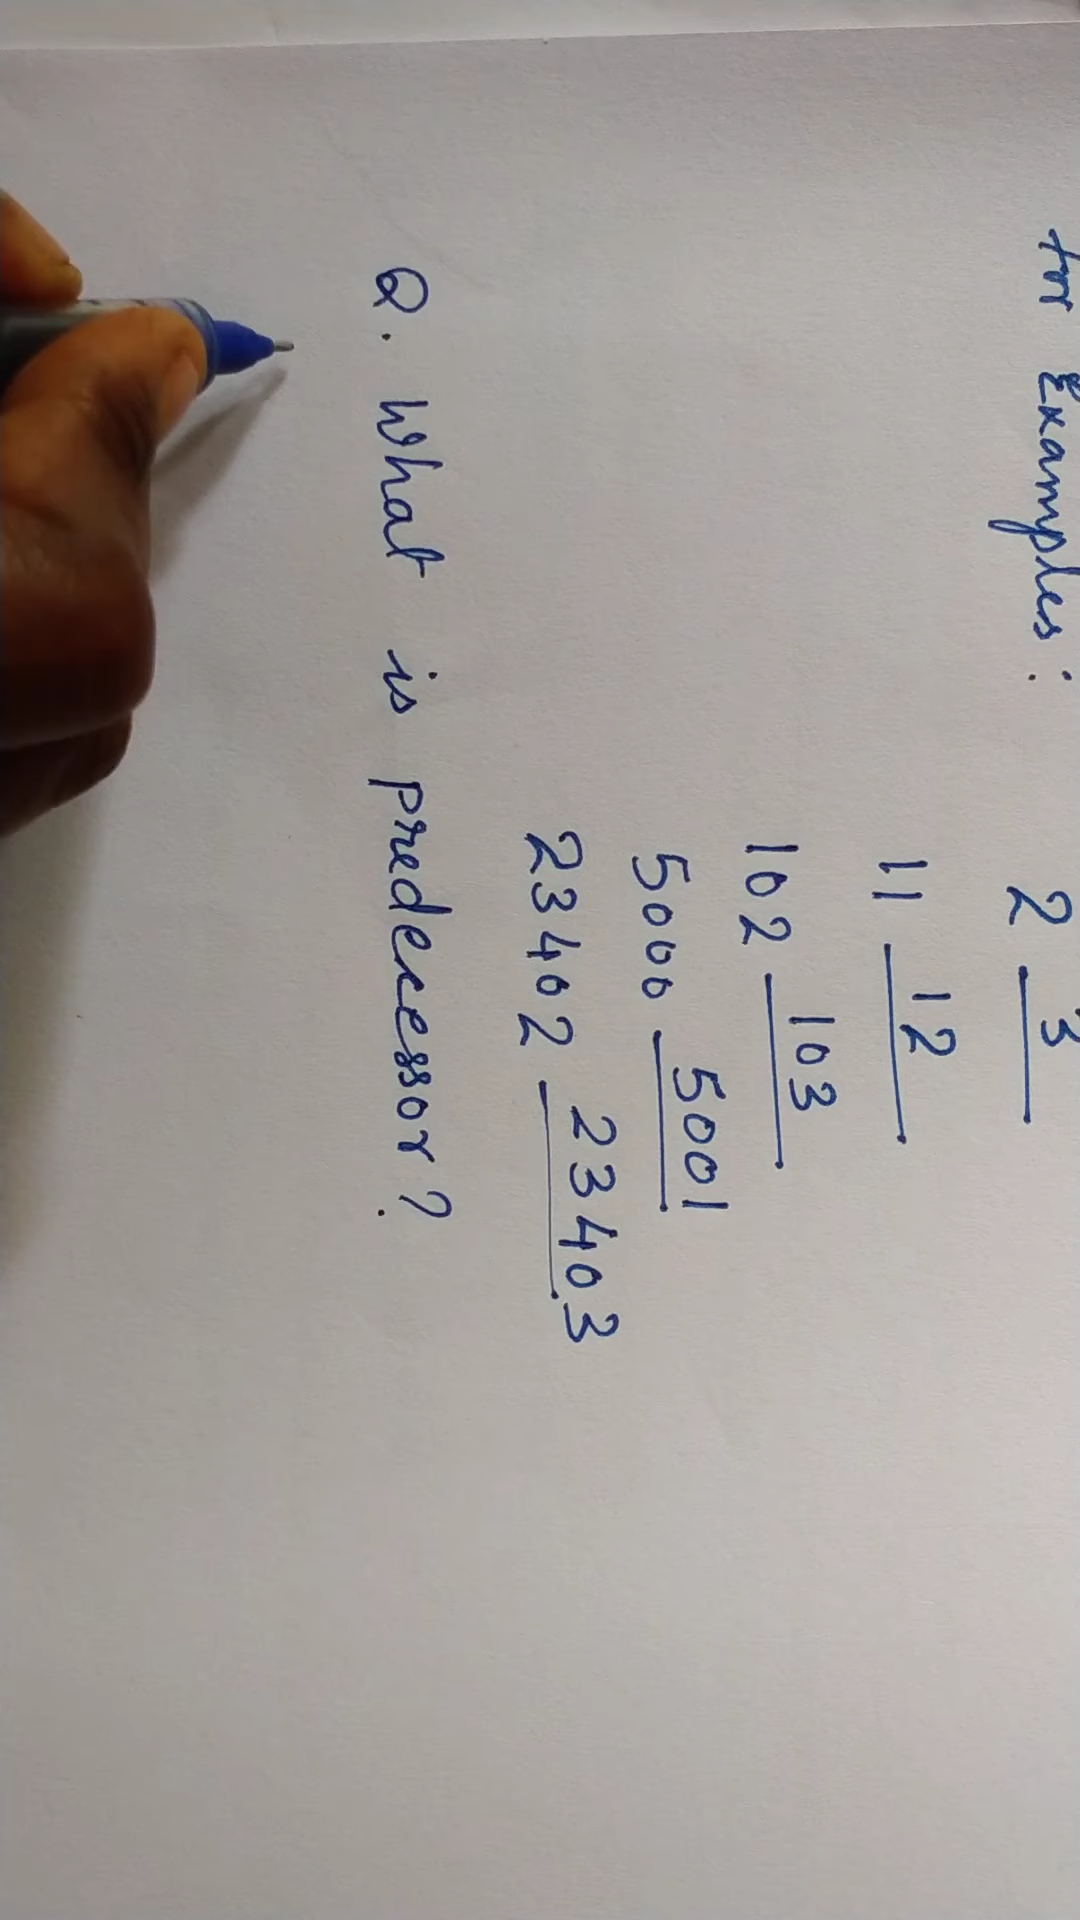 for Examples:
2 3
11 12
102 103
5000 5001
23402 23403
Q. What is predecessor?